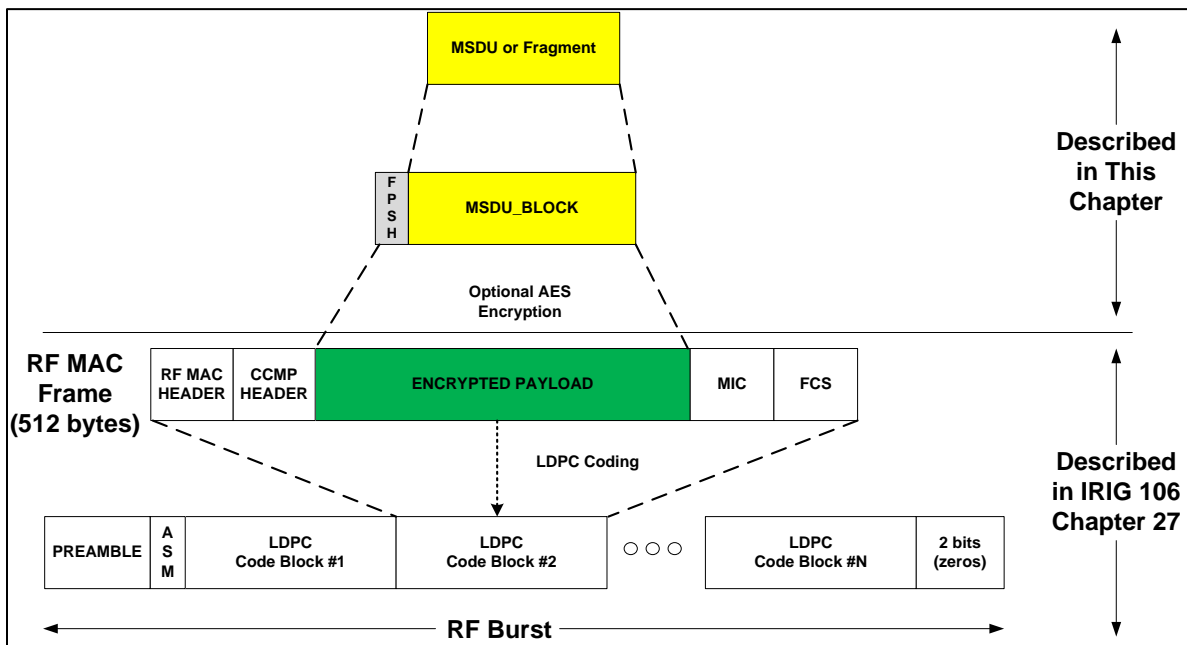 MSDU or Fragment
Described
in This
Chapter
F
P
S
H
MSDU_BLOCK
Optional AES
Encryption
RF MAC
Frame
(512 bytes)
RF MAC
HEADER
CCMP
HEADER
ENCRYPTED PAYLOAD
MIC
FCS
LDPC Coding
Described
in IRIG 106
Chapter 27
PREAMBLE
A
S
M
LDPC
Code Block #1
LDPC
Code Block #2
LDPC
Code Block #N
2 bits
(zeros)
RF Burst